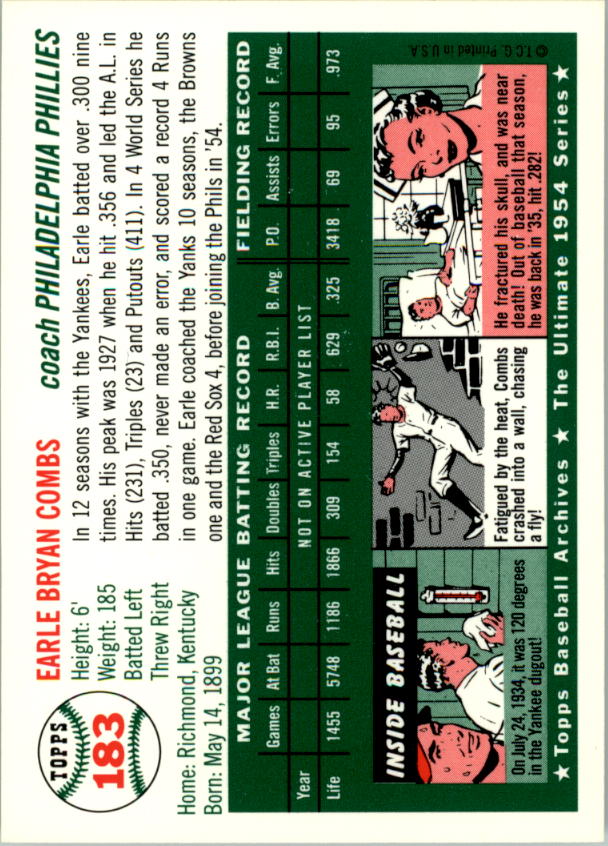 TOPPS
183
EARLE BRYAN COMBS
coach PHILADELPHIA PHILLIES
Height: 6'
Weight: 185
Batted Left
Threw Right
Home: Richmond, Kentucky
Born: May 14, 1899
In 12 seasons with the Yankees, Earle batted over .300 nine
times. His peak was 1927 when he hit .356 and led the A.L. in
Hits (231), Triples (23) and Putouts (411). In 4 World Series he
batted .350, never made an error, and scored a record 4 Runs
in one game. Earle coached the Yanks 10 seasons, the Browns
one and the Red Sox 4, before joining the Phils in '54.
MAJOR LEAGUE BATTING RECORD FIELDING RECORD
Games At Bat Runs Hits Doubles Triples H.R. R.B.I. B. Avg. P.O. Assists Errors F. Avg.
Year NOT ON ACTIVE PLAYER LIST
Life 1455 5748 1186 1866 309 154 58 629 .325 3418 69 95 .973
INSIDE BASEBALL
On July 24, 1934, it was 120 degrees
in the Yankee dugout!
Fatigued by the heat, Combs
crashed into a wall, chasing
a fly!
He fractured his skull, and was near
death! Out of baseball that season,
he was back in '35, hit .282!
© T.C.G. Printed in U.S.A.
★ Topps Baseball Archives ★ The Ultimate 1954 Series ★